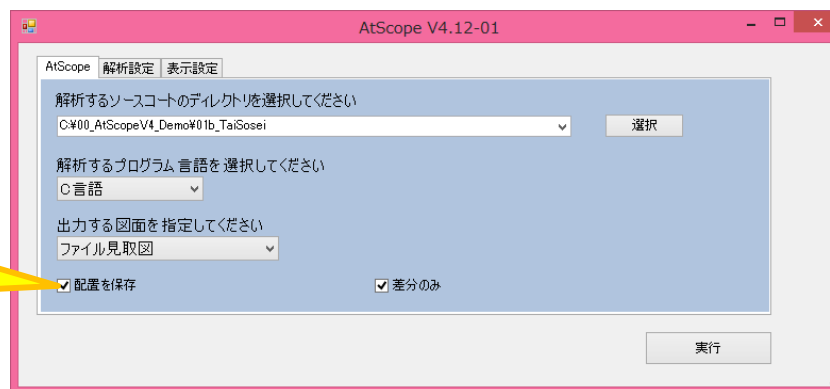 AtScope V4.12-01
AtScope 解析設定 表示設定
解析するソースコートのディレクトリを選択してください
C:¥00_AtScopeV4_Demo¥01b_TaiSosei 選択
解析するプログラム言語を選択してください
C言語
出力する図面を指定してください
ファイル見取図
配置を保存 差分のみ
実行